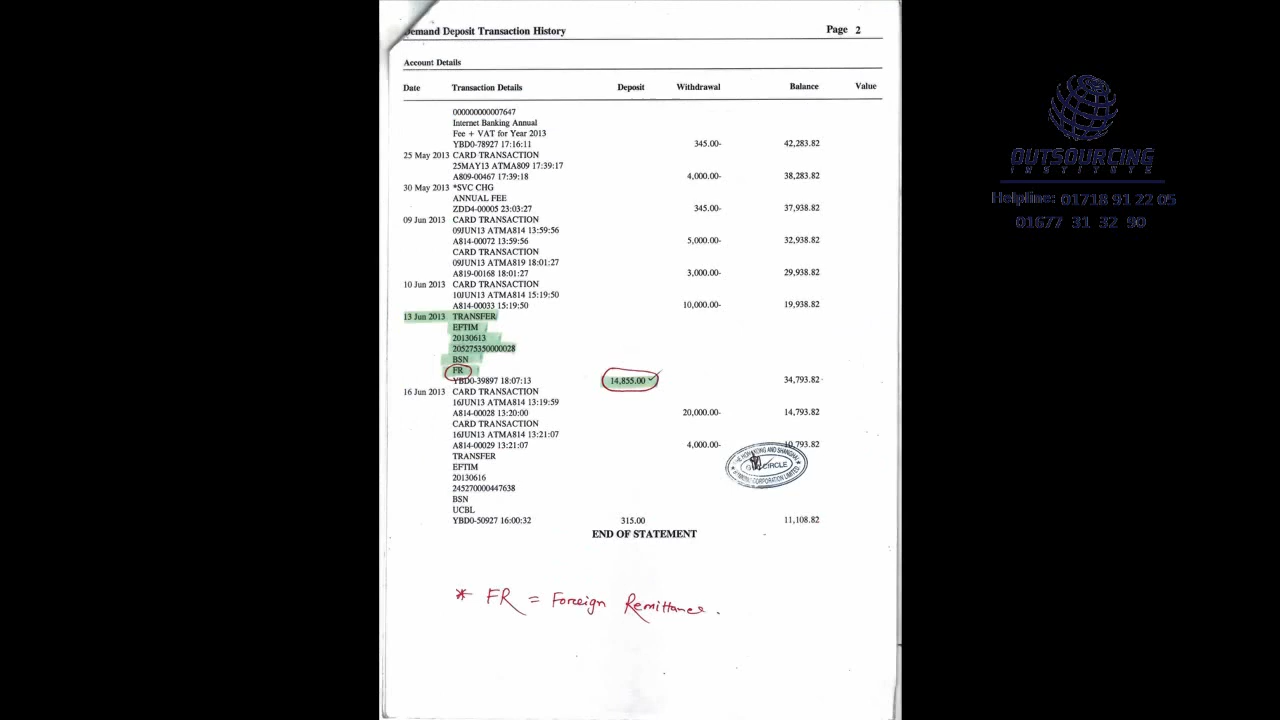 Demand Deposit Transaction History Page 2
Account Details
Date Transaction Details Deposit Withdrawal Balance Value
000000000007647
Internet Banking Annual
Fee + VAT for Year 2013
YBD0-78927 17:16:11 345.00- 42,283.82
25 May 2013 CARD TRANSACTION
25MAY13 ATMA809 17:39:17
A809-00467 17:39:18 4,000.00- 38,283.82
30 May 2013 *SVC CHG
ANNUAL FEE
ZDD4-00005 23:03:27 345.00- 37,938.82
09 Jun 2013 CARD TRANSACTION
09JUN13 ATMA814 13:59:56
A814-00072 13:59:56 5,000.00- 32,938.82
CARD TRANSACTION
09JUN13 ATMA819 18:01:27
A819-00168 18:01:27 3,000.00- 29,938.82
10 Jun 2013 CARD TRANSACTION
10JUN13 ATMA814 15:19:50
A814-00033 15:19:50 10,000.00- 19,938.82
13 Jun 2013 TRANSFER
EFTIM
20130613
205275350000028
BSN
FR
YBD0-39897 18:07:13 14,855.00 34,793.82
16 Jun 2013 CARD TRANSACTION
16JUN13 ATMA814 13:19:59
A814-00028 13:20:00 20,000.00- 14,793.82
CARD TRANSACTION
16JUN13 ATMA814 13:21:07
A814-00029 13:21:07 4,000.00- 10,793.82
TRANSFER
EFTIM
20130616
245270000447638
BSN
UCBL
YBD0-50927 16:00:32 315.00 11,108.82
END OF STATEMENT
* FR = Foreign Remittance.
HONGKONG AND SHANGHAI
CIRCLE
CORPORATION LIMITED
OUTSOURCING
INSTITUTE
Helpline: 01718 91 22 05
01677 31 32 90